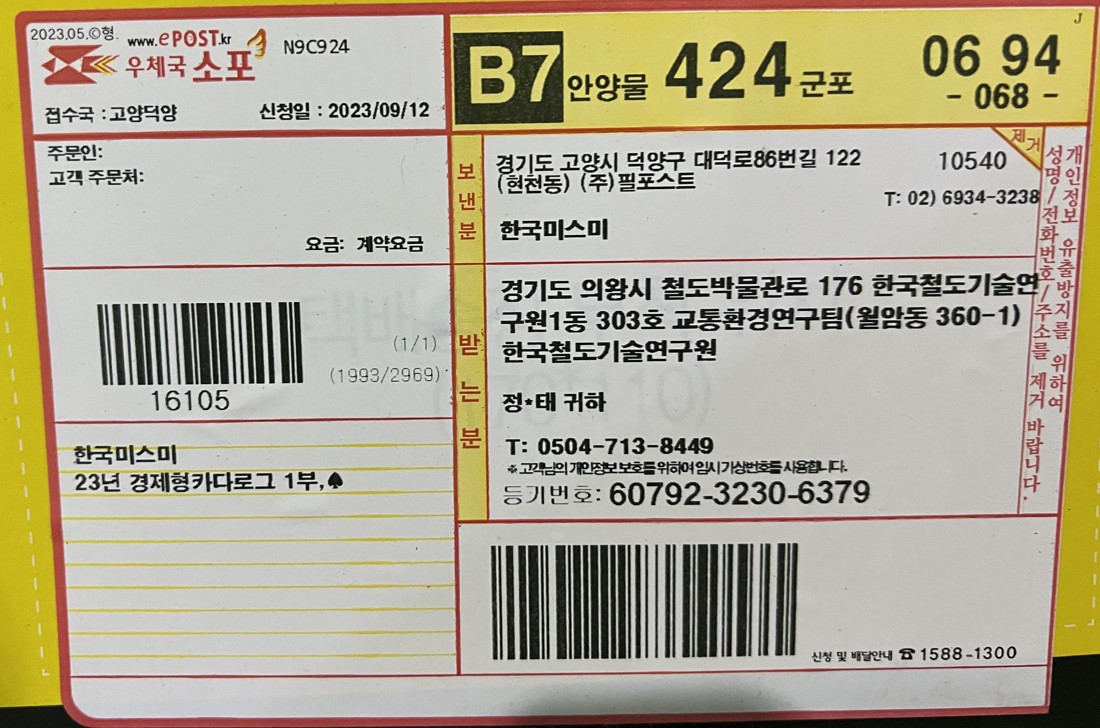 2023.05.©형.
www.ePOST.kr
우체국 소포
N9C924
접수국 : 고양덕양
신청일 : 2023/09/12
J
B7 안양물 424 군포
06 94
- 068 -
주문인:
고객 주문처:
요금: 계약요금
보낸분
경기도 고양시 덕양구 대덕로86번길 122
(현천동) (주)필포스트
10540
제거
T: 02) 6934-3238
한국미스미
(1/1)
(1993/2969)
16105
받는분
경기도 의왕시 철도박물관로 176 한국철도기술연
구원1동 303호 교통환경연구팀(월암동 360-1)
한국철도기술연구원
정*태 귀하
T: 0504-713-8449
※ 고객님의 개인정보 보호를 위하여 임시 가상번호를 사용합니다.
등기번호: 60792-3230-6379
개인정보 유출방지를 위하여
성명/전화번호/주소를 제거 바랍니다.
한국미스미
23년 경제형카다로그 1부,♠
신청 및 배달안내 ☎ 1588-1300